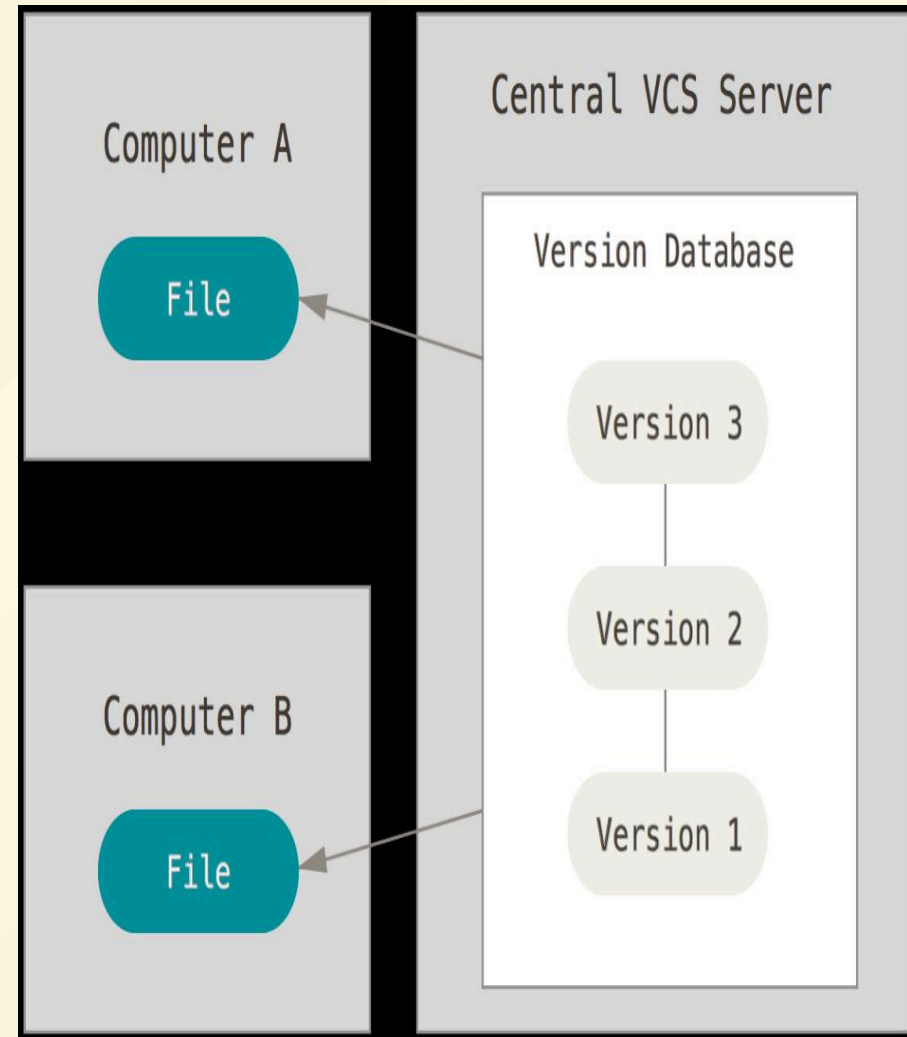 Computer A
File
Computer B
File
Central VCS Server
Version Database
Version 3
Version 2
Version 1